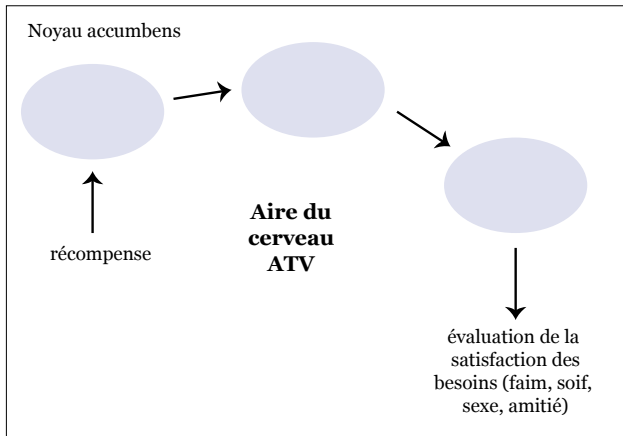 Noyau accumbens
récompense
Aire du
cerveau
ATV
évaluation de la
satisfaction des
besoins (faim, soif,
sexe, amitié)